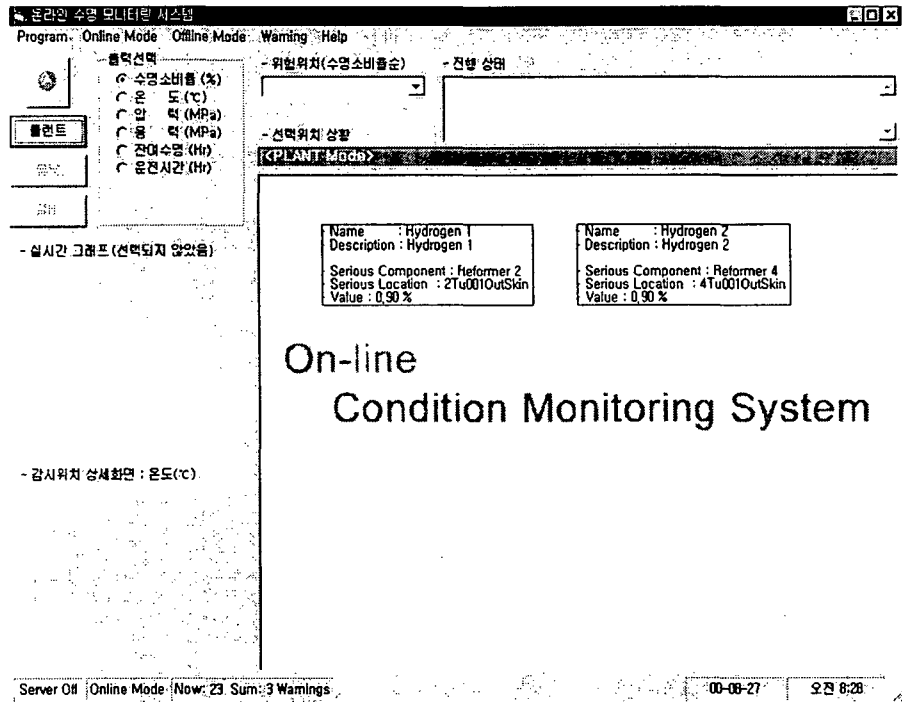 온라인 수명 모니터링 시스템
Program Online Mode Offline Mode Warning Help
출력선택
수명소비율 (%)
온 도 (℃)
압 력 (MPa)
응 력 (MPa)
잔여수명 (Hr)
운전시간 (Hr)
플랜트
- 위험위치(수명소비율순)
- 진행 상태
- 선택위치 상황
<PLANT Mode>
- 실시간 그래프 (선택되지 않았음)
Name : Hydrogen 1
Description : Hydrogen 1
Serious Component : Reformer 2
Serious Location : 2Tu001OutSkin
Value : 0,90 %
Name : Hydrogen 2
Description : Hydrogen 2
Serious Component : Reformer 4
Serious Location : 4Tu001OutSkin
Value : 0,90 %
On-line
Condition Monitoring System
- 감시위치 상세화면 : 온도(℃)
Server Off Online Mode Now: 23 Sum: 3 Warnings 00-08-27 오전 8:28